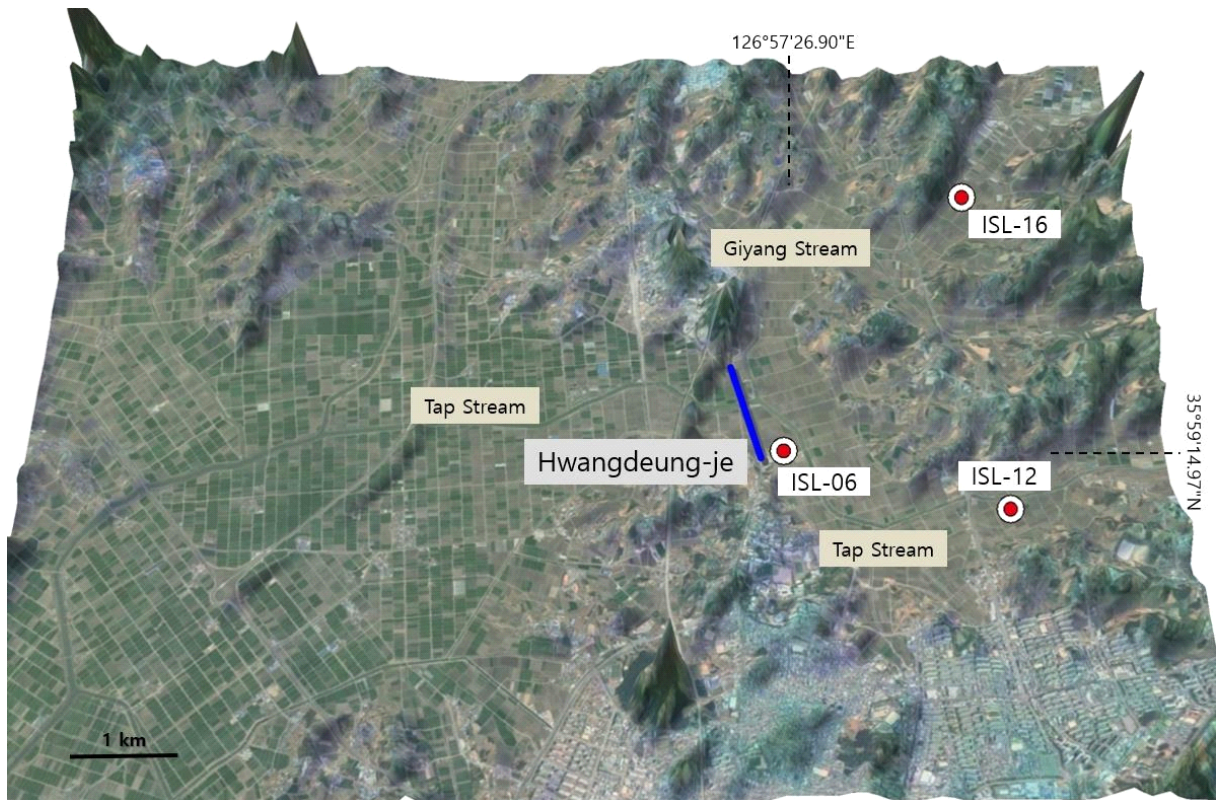 126°57'26.90"E
ISL-16
Giyang Stream
Tap Stream
35°59'14.97"N
Hwangdeung-je
ISL-12
ISL-06
Tap Stream
1 km